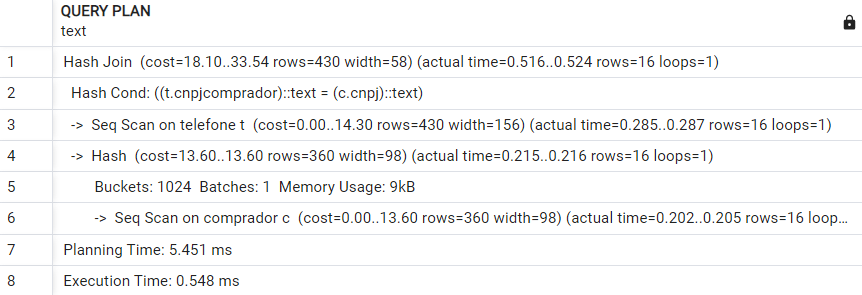 QUERY PLAN
text
1 Hash Join (cost=18.10..33.54 rows=430 width=58) (actual time=0.516..0.524 rows=16 loops=1)
2 Hash Cond: ((t.cnpjcomprador)::text = (c.cnpj)::text)
3 -> Seq Scan on telefone t (cost=0.00..14.30 rows=430 width=156) (actual time=0.285..0.287 rows=16 loops=1)
4 -> Hash (cost=13.60..13.60 rows=360 width=98) (actual time=0.215..0.216 rows=16 loops=1)
5 Buckets: 1024 Batches: 1 Memory Usage: 9kB
6 -> Seq Scan on comprador c (cost=0.00..13.60 rows=360 width=98) (actual time=0.202..0.205 rows=16 loop...
7 Planning Time: 5.451 ms
8 Execution Time: 0.548 ms